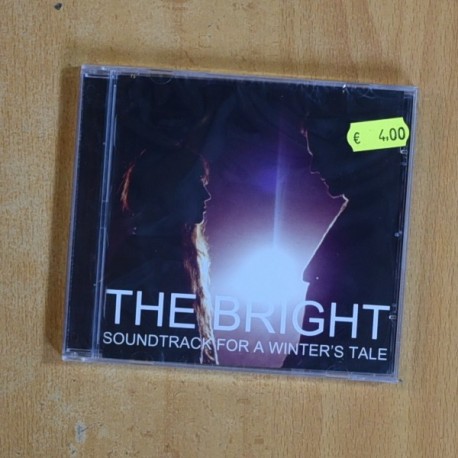 € 4,00
THE BRIGHT
SOUNDTRACK FOR A WINTER'S TALE